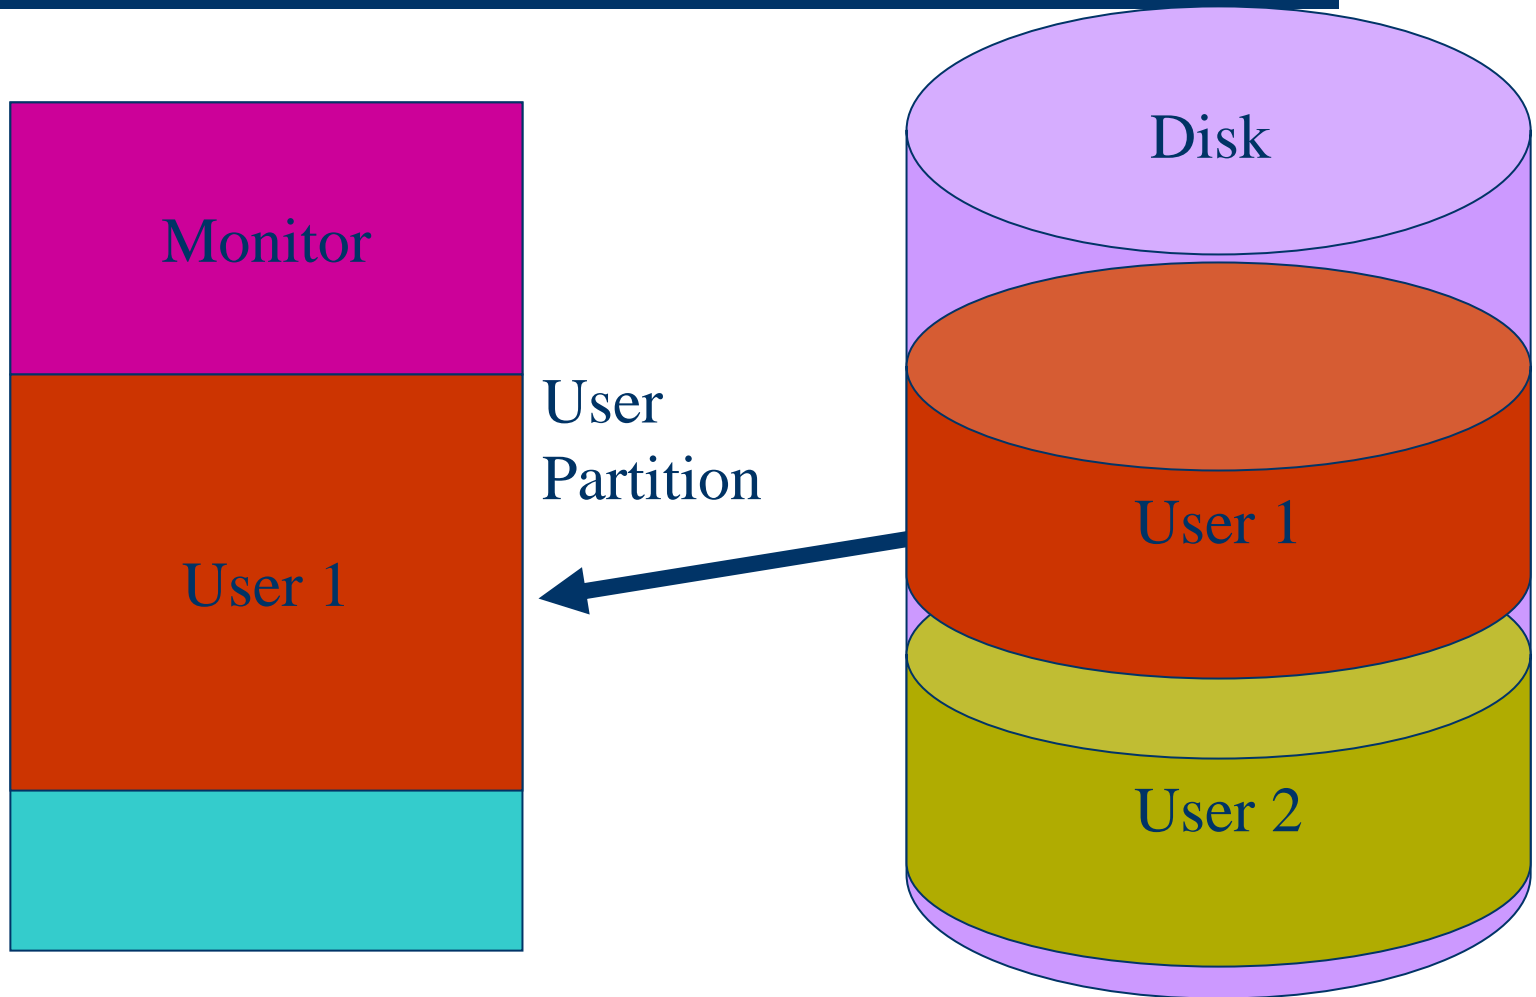 Monitor
User 1
User
Partition
Disk
User 1
User 2